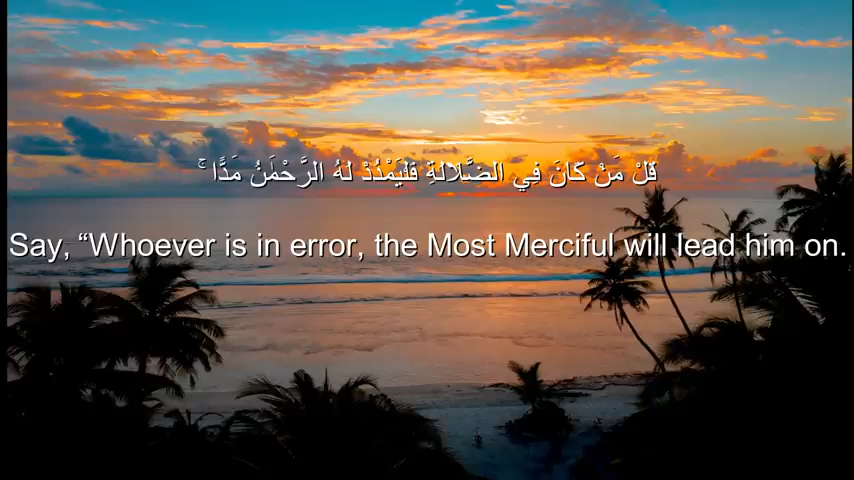 قُلْ مَنْ كَانَ فِي الضَّلَالَةِ فَلْيَمْدُدْ لَهُ الرَّحْمَٰنُ مَدًّا ۚ
Say, “Whoever is in error, the Most Merciful will lead him on.